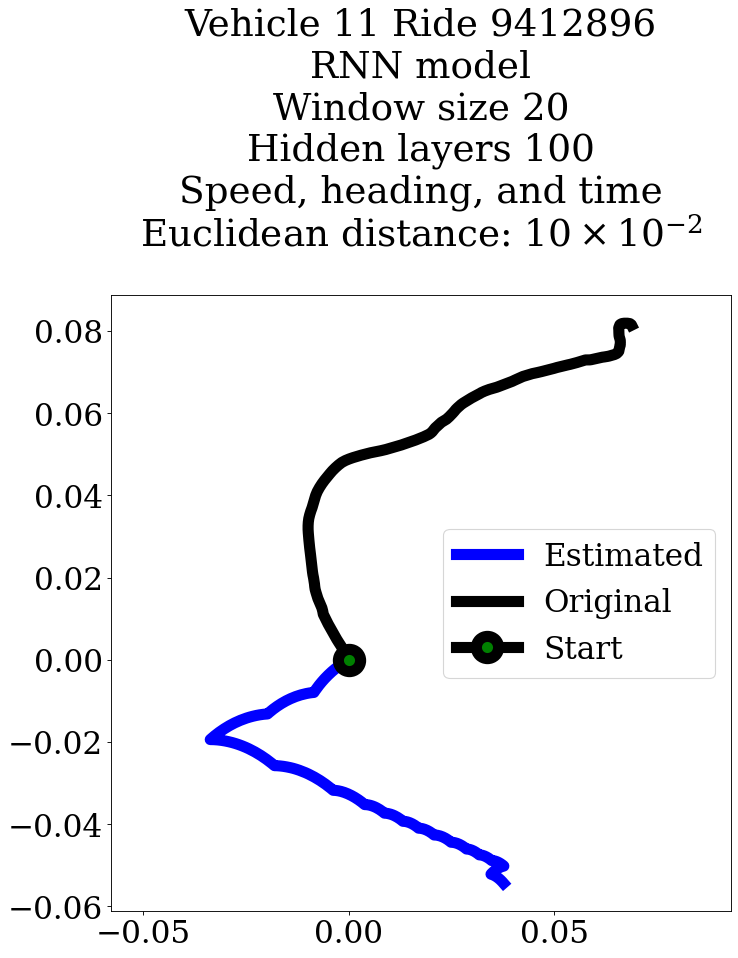 Vehicle 11 Ride 9412896
RNN model
Window size 20
Hidden layers 100
Speed, heading, and time
Euclidean distance: 10 × 10⁻²
0.08
0.06
0.04
0.02
0.00
−0.02
−0.04
−0.06
Estimated
Original
Start
−0.05 0.00 0.05